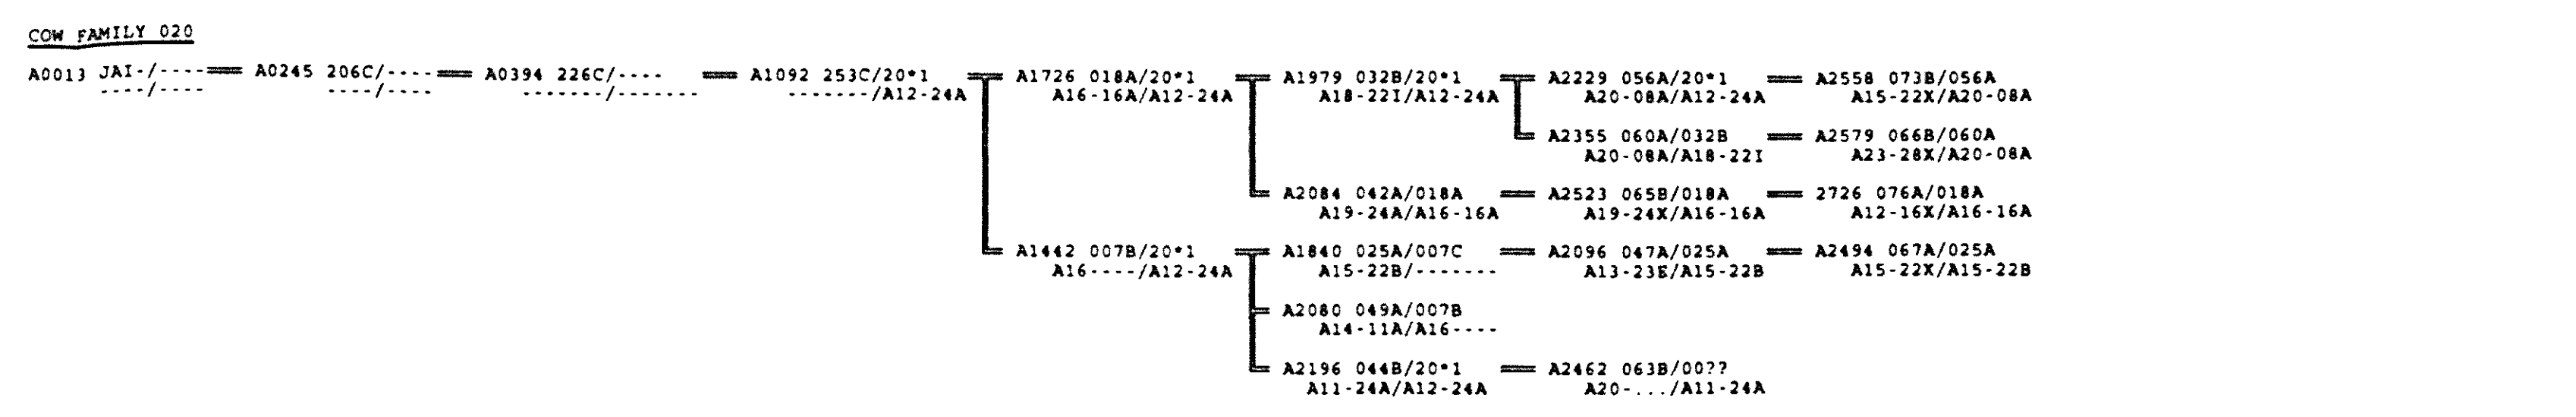 COW FAMILY 020
A0013 JAI-/---- A0245 206C/---- A0394 226C/---- A1092 253C/20*1 A1726 018A/20*1 A1979 032B/20*1 A2229 056A/20*1 A2558 073B/056A
----/---- ----/---- -------/------- -------/A12-24A A16-16A/A12-24A A18-22I/A12-24A A20-08A/A12-24A A15-22X/A20-08A
A2355 060A/032B A2579 066B/060A
A20-08A/A18-22I A23-28X/A20-08A
A2084 042A/018A A2523 065B/018A 2726 076A/018A
A19-24A/A16-16A A19-24X/A16-16A A12-16X/A16-16A
A1442 007B/20*1 A1840 025A/007C A2096 047A/025A A2494 067A/025A
A16----/A12-24A A15-22B/------- A13-23E/A15-22B A15-22X/A15-22B
A2080 049A/007B
A14-11A/A16----
A2196 044B/20*1 A2462 063B/00??
A11-24A/A12-24A A20-.../A11-24A